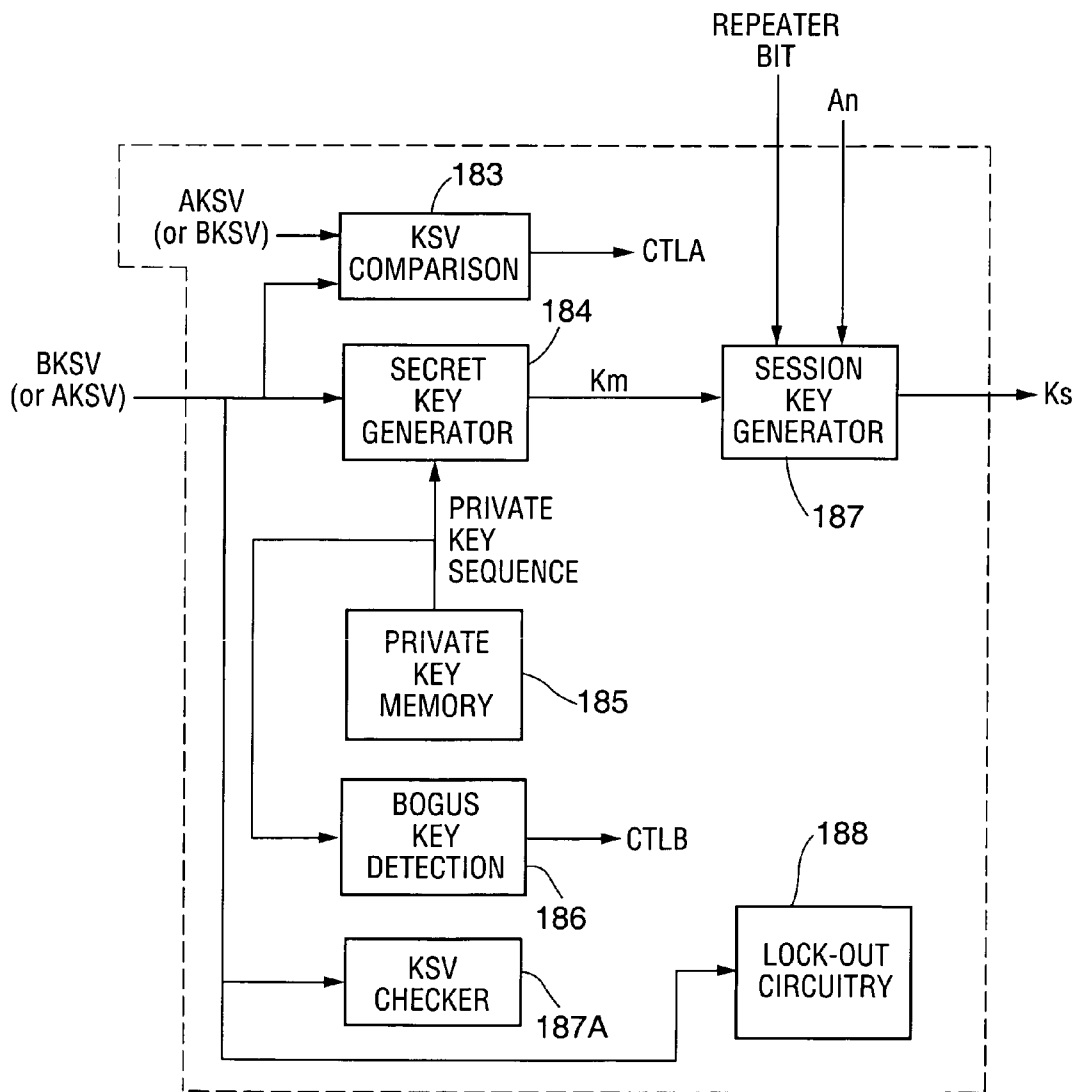 REPEATER
BIT
An
183
AKSV
(or BKSV)
KSV
COMPARISON
CTLA
184
BKSV
(or AKSV)
SECRET
KEY
GENERATOR
Km
SESSION
KEY
GENERATOR
Ks
187
PRIVATE
KEY
SEQUENCE
PRIVATE
KEY
MEMORY
185
BOGUS
KEY
DETECTION
CTLB
186
188
KSV
CHECKER
187A
LOCK-OUT
CIRCUITRY